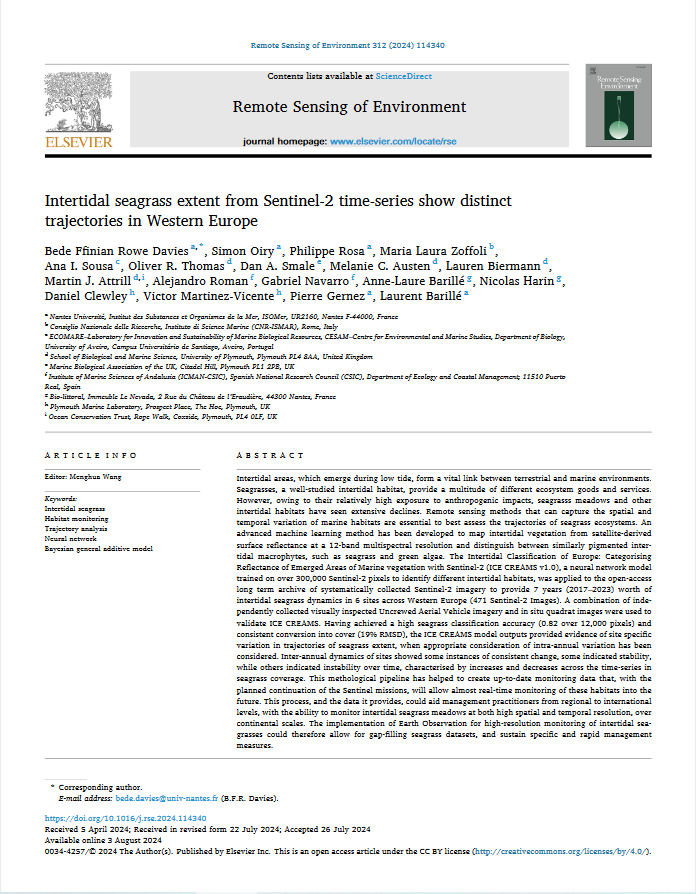 Remote Sensing of Environment 312 (2024) 114340
Contents lists available at ScienceDirect
Remote Sensing of Environment
journal homepage: www.elsevier.com/locate/rse
ELSEVIER
Remote Sensing
Environment
Intertidal seagrass extent from Sentinel-2 time-series show distinct
trajectories in Western Europe
Bede Ffinian Rowe Davies a,*, Simon Oiry a, Philippe Rosa a, Maria Laura Zoffoli b,
Ana I. Sousa c, Oliver R. Thomas d, Dan A. Smale e, Melanie C. Austen d, Lauren Biermann d,
Martin J. Attrill d,i, Alejandro Roman f, Gabriel Navarro f, Anne-Laure Barillé g, Nicolas Harin g,
Daniel Clewley h, Victor Martinez-Vicente h, Pierre Gernez a, Laurent Barillé a
a Nantes Université, Institut des Substances et Organismes de la Mer, ISOMer, UR2160, Nantes F-44000, France
b Consiglio Nazionale delle Ricerche, Instituto di Science Marine (CNR-ISMAR), Rome, Italy
c ECOMARE–Laboratory for Innovation and Sustainability of Marine Biological Resources, CESAM–Centre for Environmental and Marine Studies, Department of Biology,
University of Aveiro, Campus Universitário de Santiago, Aveiro, Portugal
d School of Biological and Marine Science, University of Plymouth, Plymouth PL4 8AA, United Kingdom
e Marine Biological Association of the UK, Citadel Hill, Plymouth PL1 2PB, UK
f Institute of Marine Sciences of Andalusia (ICMAN-CSIC), Spanish National Research Council (CSIC), Department of Ecology and Coastal Management; 11510 Puerto
Real, Spain
g Bio-littoral, Immeuble Le Nevada, 2 Rue du Château de l'Eraudière, 44300 Nantes, France
h Plymouth Marine Laboratory, Prospect Place, The Hoe, Plymouth, UK
i Ocean Conservation Trust, Rope Walk, Coxside, Plymouth, PL4 0LF, UK
ARTICLE INFO
Editor: Menghua Wang
Keywords:
Intertidal seagrass
Habitat monitoring
Trajectory analysis
Neural network
Bayesian general additive model
ABSTRACT
Intertidal areas, which emerge during low tide, form a vital link between terrestrial and marine environments.
Seagrasses, a well-studied intertidal habitat, provide a multitude of different ecosystem goods and services.
However, owing to their relatively high exposure to anthropogenic impacts, seagrass meadows and other
intertidal habitats have seen extensive declines. Remote sensing methods that can capture the spatial and
temporal variation of marine habitats are essential to best assess the trajectories of seagrass ecosystems. An
advanced machine learning method has been developed to map intertidal vegetation from satellite-derived
surface reflectance at a 12-band multispectral resolution and distinguish between similarly pigmented inter-
tidal macrophytes, such as seagrass and green algae. The Intertidal Classification of Europe: Categorising
Reflectance of Emerged Areas of Marine vegetation with Sentinel-2 (ICE CREAMS v1.0), a neural network model
trained on over 300,000 Sentinel-2 pixels to identify different intertidal habitats, was applied to the open-access
long term archive of systematically collected Sentinel-2 imagery to provide 7 years (2017–2023) worth of
intertidal seagrass dynamics in 6 sites across Western Europe (471 Sentinel-2 Images). A combination of inde-
pendently collected visually inspected Uncrewed Aerial Vehicle imagery and in situ quadrat images were used to
validate ICE CREAMS. Having achieved a high seagrass classification accuracy (0.82 over 12,000 pixels) and
consistent conversion into cover (19% RMSD), the ICE CREAMS model outputs provided evidence of site specific
variation in trajectories of seagrass extent, when appropriate consideration of intra-annual variation has been
considered. Inter-annual dynamics of sites showed some instances of consistent change, some indicated stability,
while others indicated instability over time, characterised by increases and decreases across the time-series in
seagrass coverage. This methological pipeline has helped to create up-to-date monitoring data that, with the
planned continuation of the Sentinel missions, will allow almost real-time monitoring of these habitats into the
future. This process, and the data it provides, could aid management practitioners from regional to international
levels, with the ability to monitor intertidal seagrass meadows at both high spatial and temporal resolution, over
continental scales. The implementation of Earth Observation for high-resolution monitoring of intertidal sea-
grasses could therefore allow for gap-filling seagrass datasets, and sustain specific and rapid management
measures.
* Corresponding author.
E-mail address: bede.davies@univ-nantes.fr (B.F.R. Davies).
https://doi.org/10.1016/j.rse.2024.114340
Received 5 April 2024; Received in revised form 22 July 2024; Accepted 26 July 2024
Available online 3 August 2024
0034-4257/© 2024 The Author(s). Published by Elsevier Inc. This is an open access article under the CC BY license (http://creativecommons.org/licenses/by/4.0/).